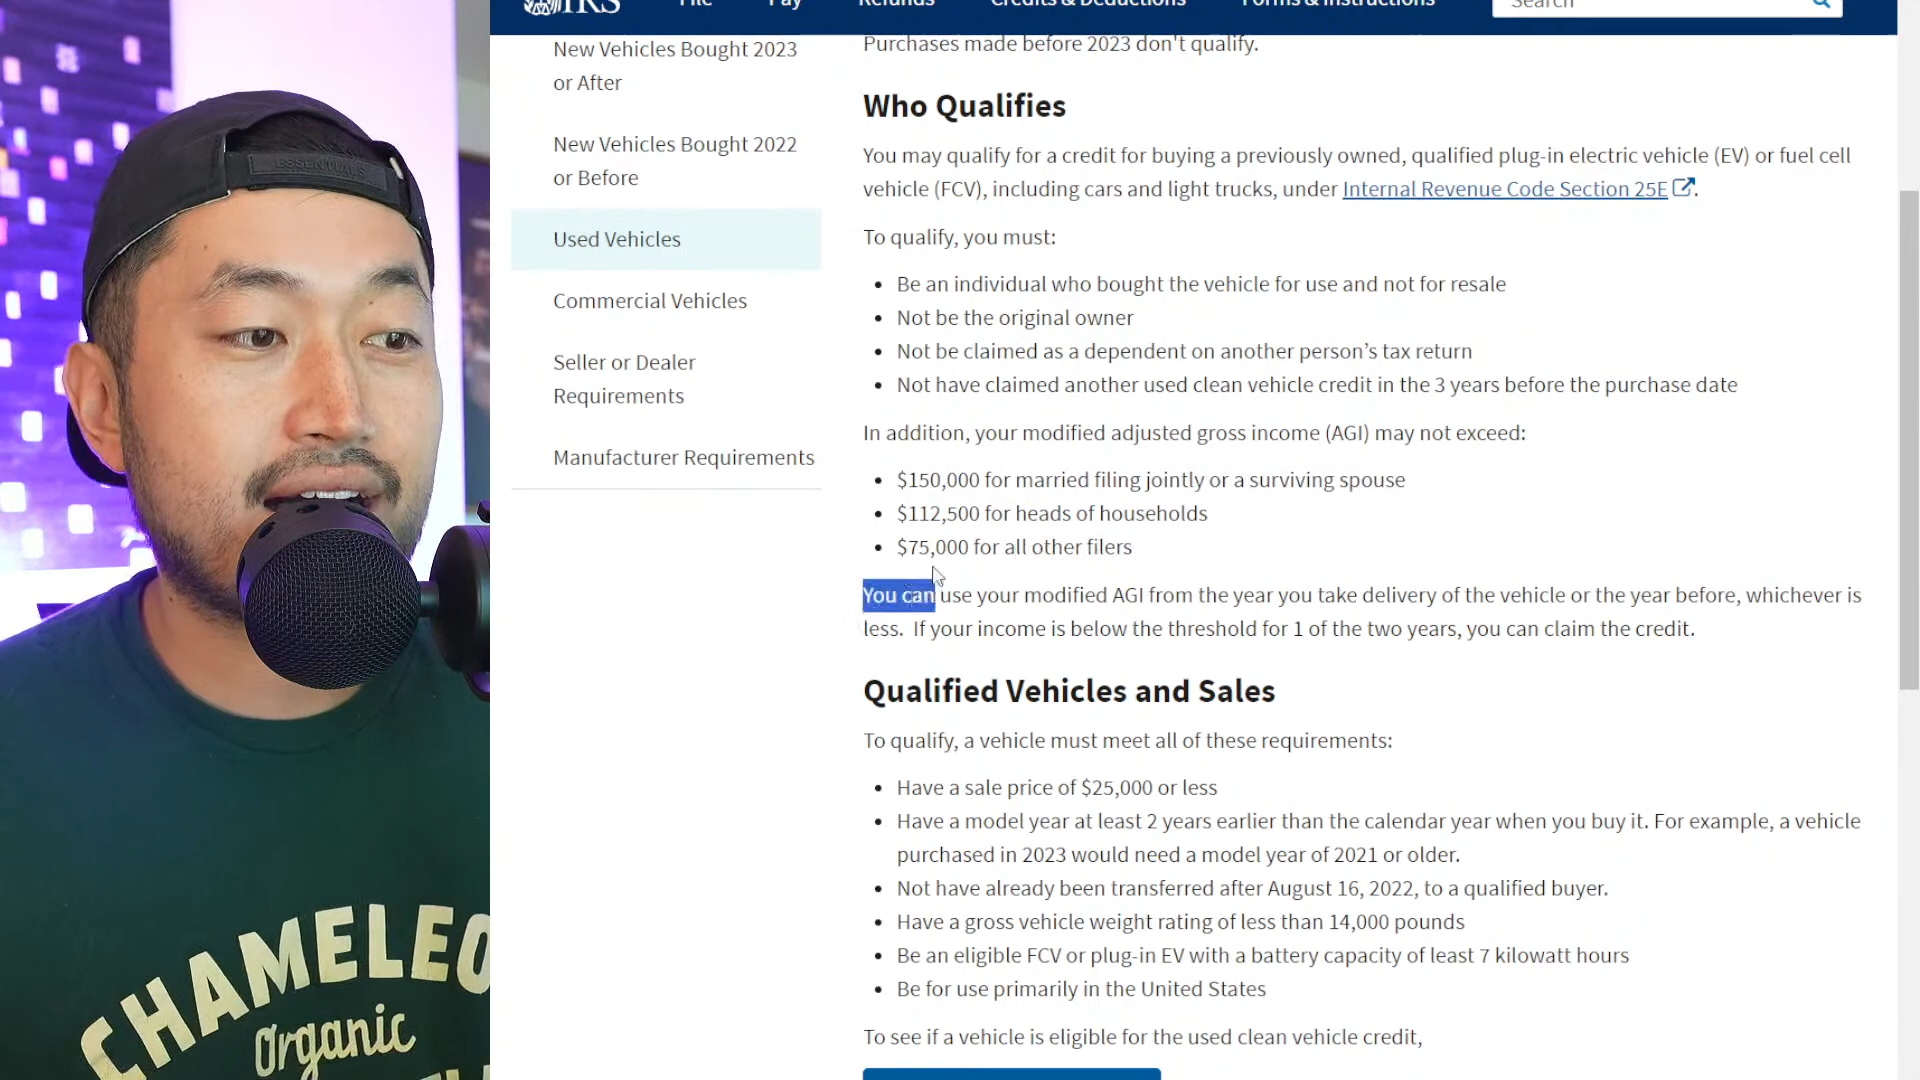 IRS
File
Pay
Refunds
Credits & Deductions
Forms & Instructions
Search
New Vehicles Bought 2023
or After
New Vehicles Bought 2022
or Before
Used Vehicles
Commercial Vehicles
Seller or Dealer
Requirements
Manufacturer Requirements
Purchases made before 2023 don't qualify.
Who Qualifies
You may qualify for a credit for buying a previously owned, qualified plug-in electric vehicle (EV) or fuel cell
vehicle (FCV), including cars and light trucks, under Internal Revenue Code Section 25E.
To qualify, you must:
• Be an individual who bought the vehicle for use and not for resale
• Not be the original owner
• Not be claimed as a dependent on another person’s tax return
• Not have claimed another used clean vehicle credit in the 3 years before the purchase date
In addition, your modified adjusted gross income (AGI) may not exceed:
• $150,000 for married filing jointly or a surviving spouse
• $112,500 for heads of households
• $75,000 for all other filers
You can use your modified AGI from the year you take delivery of the vehicle or the year before, whichever is
less. If your income is below the threshold for 1 of the two years, you can claim the credit.
Qualified Vehicles and Sales
To qualify, a vehicle must meet all of these requirements:
• Have a sale price of $25,000 or less
• Have a model year at least 2 years earlier than the calendar year when you buy it. For example, a vehicle
purchased in 2023 would need a model year of 2021 or older.
• Not have already been transferred after August 16, 2022, to a qualified buyer.
• Have a gross vehicle weight rating of less than 14,000 pounds
• Be an eligible FCV or plug-in EV with a battery capacity of least 7 kilowatt hours
• Be for use primarily in the United States
To see if a vehicle is eligible for the used clean vehicle credit,
ESSENTIALS
CHAMELEO
Organic